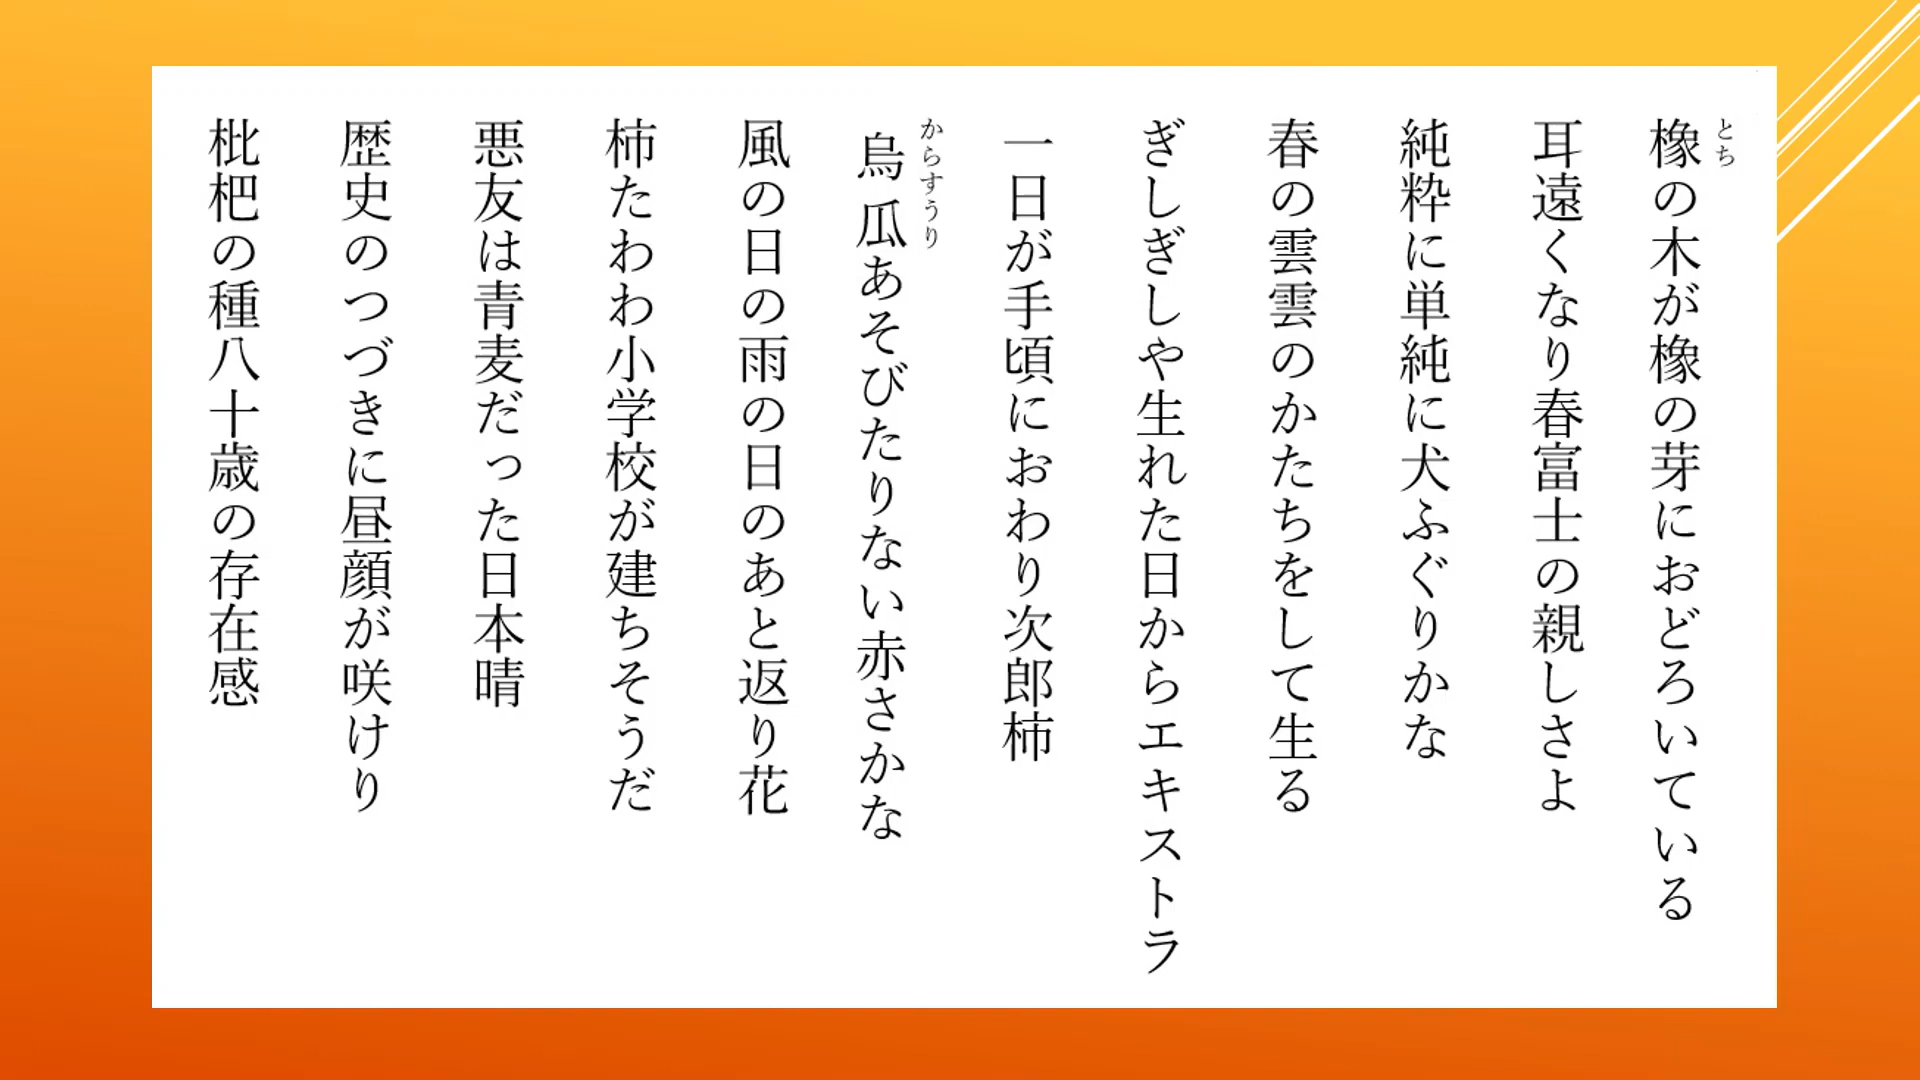 橡の木が橡の芽におどろいている
とち
耳遠くなり春富士の親しさよ
純粋に単純に犬ふぐりかな
春の雲雲のかたちをして生る
ぎしぎしや生れた日からエキストラ
一日が手頃におわり次郎柿
烏瓜あそびたりない赤さかな
からすうり
風の日の雨の日のあと返り花
柿たわわ小学校が建ちそうだ
悪友は青麦だった日本晴
歴史のつづきに昼顔が咲けり
枇杷の種八十歳の存在感